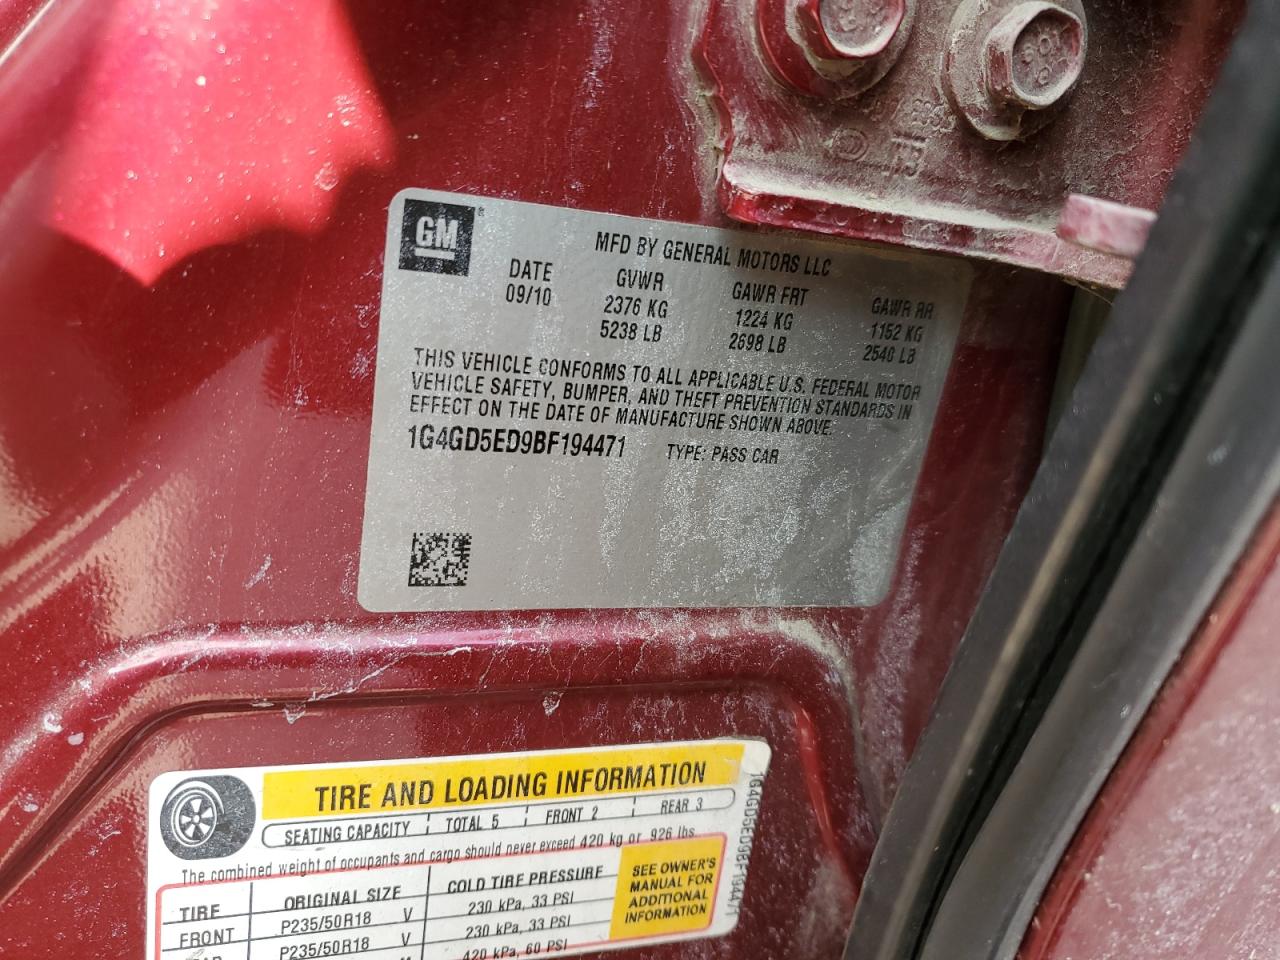 GM
MFD BY GENERAL MOTORS LLC
DATE GVWR GAWR FRT GAWR RR
09/10 2376 KG 1224 KG 1152 KG
5238 LB 2698 LB 2540 LB
THIS VEHICLE CONFORMS TO ALL APPLICABLE U.S. FEDERAL MOTOR
VEHICLE SAFETY, BUMPER, AND THEFT PREVENTION STANDARDS IN
EFFECT ON THE DATE OF MANUFACTURE SHOWN ABOVE.
1G4GD5ED9BF194471 TYPE: PASS CAR
TIRE AND LOADING INFORMATION
SEATING CAPACITY TOTAL 5 FRONT 2 REAR 3
The combined weight of occupants and cargo should never exceed 420 kg or 926 lbs.
TIRE ORIGINAL SIZE COLD TIRE PRESSURE
FRONT P235/50R18 V 230 kPa, 33 PSI
P235/50R18 V 230 kPa, 33 PSI
420 kPa, 60 PSI
SEE OWNER'S
MANUAL FOR
ADDITIONAL
INFORMATION
1G4GD5ED9BF194471